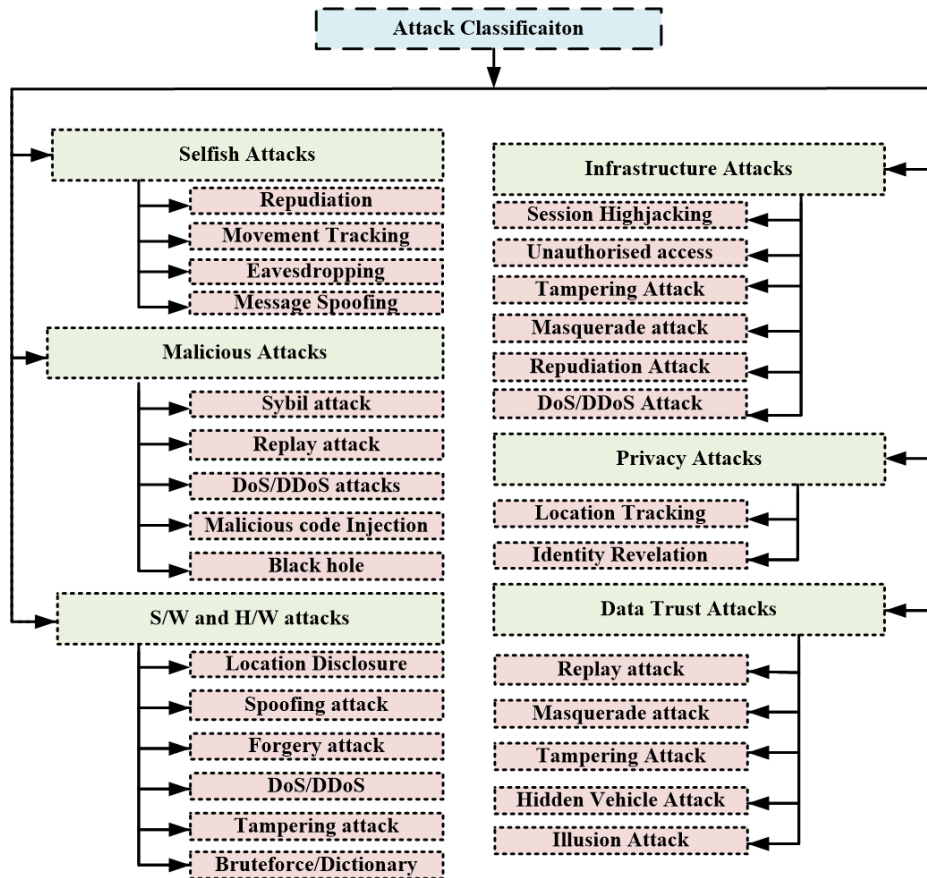 Attack Classificaiton
Selfish Attacks
Repudiation
Movement Tracking
Eavesdropping
Message Spoofing
Malicious Attacks
Sybil attack
Replay attack
DoS/DDoS attacks
Malicious code Injection
Black hole
S/W and H/W attacks
Location Disclosure
Spoofing attack
Forgery attack
DoS/DDoS
Tampering attack
Bruteforce/Dictionary
Infrastructure Attacks
Session Highjacking
Unauthorised access
Tampering Attack
Masquerade attack
Repudiation Attack
DoS/DDoS Attack
Privacy Attacks
Location Tracking
Identity Revelation
Data Trust Attacks
Replay attack
Masquerade attack
Tampering Attack
Hidden Vehicle Attack
Illusion Attack